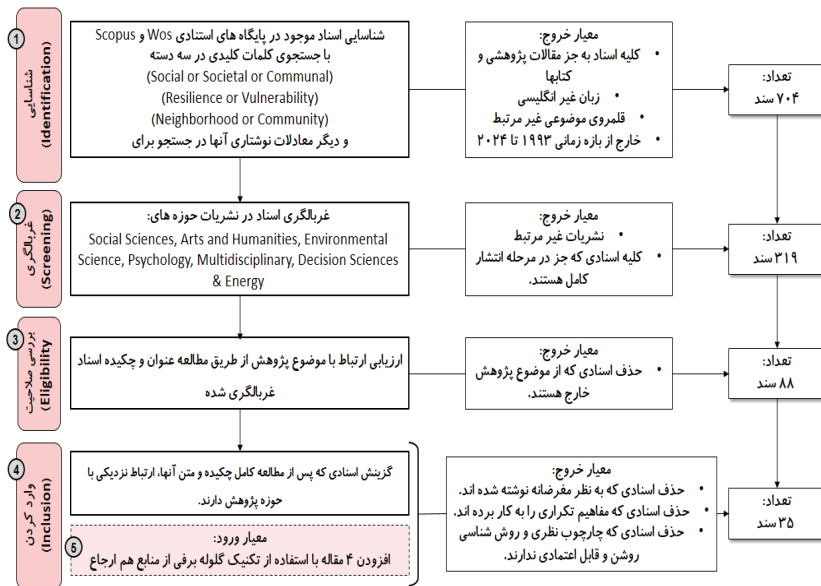 1
شناسایی
(Identification)
شناسایی اسناد موجود در پایگاه های استنادی Wos و Scopus
با جستجوی کلمات کلیدی در سه دسته
(Social or Societal or Communal)
(Resilience or Vulnerability)
(Neighborhood or Community)
و دیگر معادلات نوشتاری آنها در جستجو برای
معیار خروج:
• کلیه اسناد به جز مقالات پژوهشی و
کتابها
• زبان غیر انگلیسی
• قلمروی موضوعی غیر مرتبط
• خارج از بازه زمانی ۱۹۹۳ تا ۲۰۲۴
تعداد:
۷۰۴ سند
2
غربالگری
(Screening)
غربالگری اسناد در نشریات حوزه های:
Social Sciences, Arts and Humanities, Environmental
Science, Psychology, Multidisciplinary, Decision Sciences
& Energy
معیار خروج:
• نشریات غیر مرتبط
• کلیه اسنادی که جز در مرحله انتشار
کامل هستند.
تعداد:
۳۱۹ سند
3
بررسی صلاحیت
(Eligibility)
ارزیابی ارتباط با موضوع پژوهش از طریق مطالعه عنوان و چکیده اسناد
غربالگری شده
معیار خروج:
• حذف اسنادی که از موضوع پژوهش
خارج هستند.
تعداد:
۸۸ سند
4
وارد کردن
(Inclusion)
گزینش اسنادی که پس از مطالعه کامل چکیده و متن آنها، ارتباط نزدیکی با
حوزه پژوهش دارند.
5
معیار ورود:
افزودن ۴ مقاله با استفاده از تکنیک گلوله برفی از منابع هم ارجاع
معیار خروج:
• حذف اسنادی که به نظر مغرضانه نوشته شده اند.
• حذف اسنادی که مفاهیم تکراری را به کار برده اند.
• حذف اسنادی که چارچوب نظری و روش شناسی
روشن و قابل اعتمادی ندارند.
تعداد:
۳۵ سند